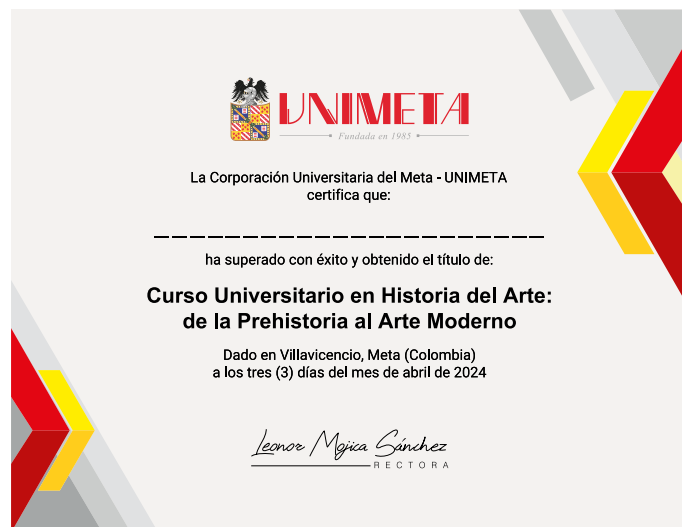 UNIMETA
Fundada en 1985
La Corporación Universitaria del Meta - UNIMETA
certifica que:
ha superado con éxito y obtenido el título de:
Curso Universitario en Historia del Arte:
de la Prehistoria al Arte Moderno
Dado en Villavicencio, Meta (Colombia)
a los tres (3) días del mes de abril de 2024
Leonor Mojica Sánchez
RECTORA